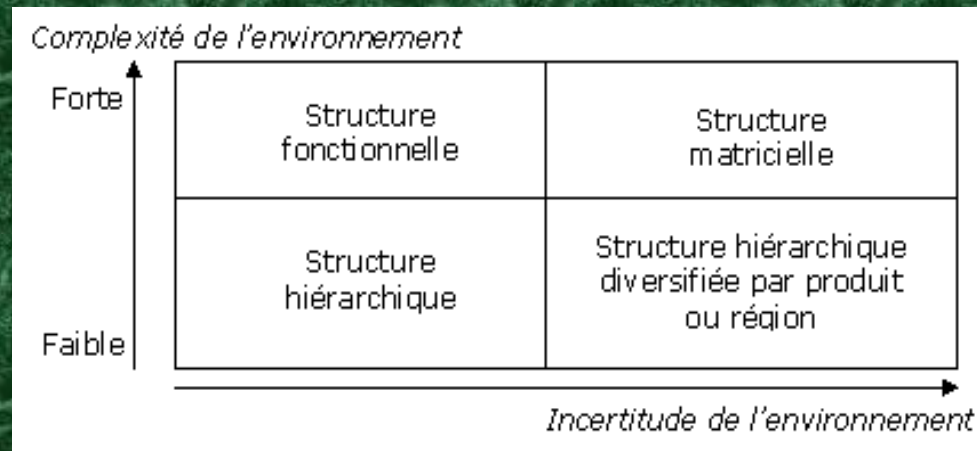 Complexité de l'environnement
Forte
Structure
fonctionnelle
Structure
matricielle
Structure
hiérarchique
Structure hiérarchique
diversifiée par produit
ou région
Faible
Incertitude de l'environnement